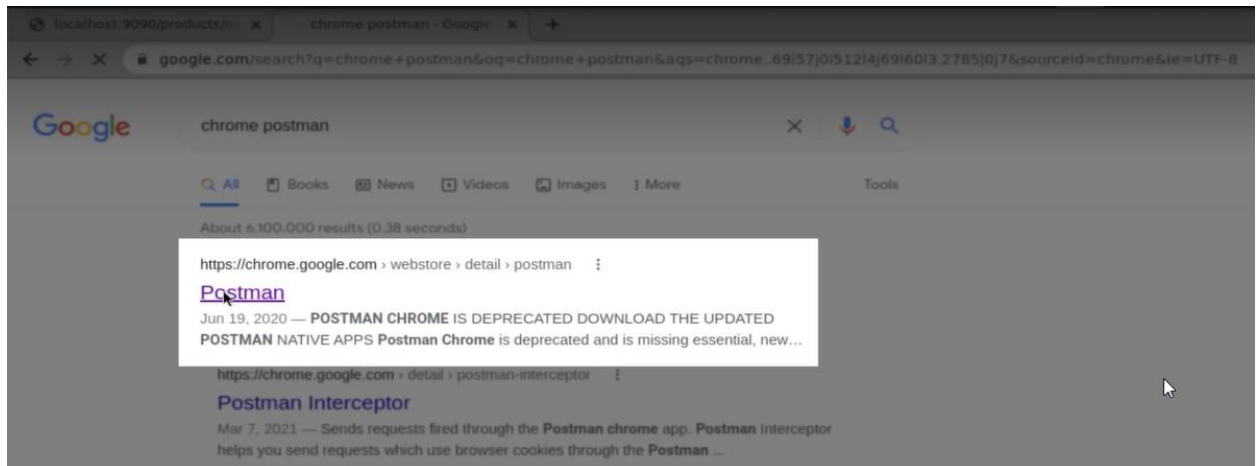 localhost:9090/products/
chrome postman - Google
google.com/search?q=chrome+postman&oq=chrome+postman&aqs=chrome..69i57j0i512l4j69i60l3.2785j0j7&sourceid=chrome&ie=UTF-8
Google
chrome postman
All Books News Videos Images More Tools
About 6.100.000 results (0.38 seconds)
https://chrome.google.com › webstore › detail › postman
Postman
Jun 19, 2020 — POSTMAN CHROME IS DEPRECATED DOWNLOAD THE UPDATED
POSTMAN NATIVE APPS Postman Chrome is deprecated and is missing essential, new...
https://chrome.google.com › detail › postman-interceptor
Postman Interceptor
Mar 7, 2021 — Sends requests fired through the Postman chrome app. Postman Interceptor
helps you send requests which use browser cookies through the Postman ...